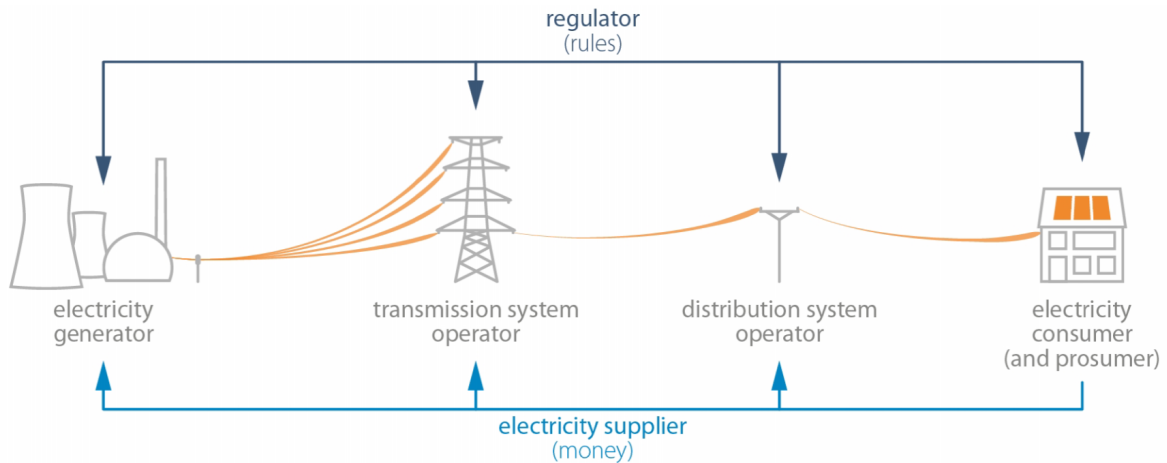 regulator
(rules)
electricity
generator
transmission system
operator
distribution system
operator
electricity
consumer
(and prosumer)
electricity supplier
(money)